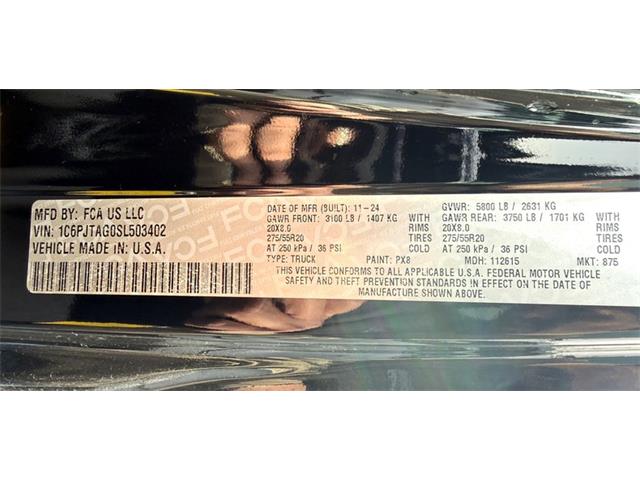 MFD BY: FCA US LLC
VIN: 1C6PJTAG0SL503402
VEHICLE MADE IN: U.S.A.
DATE OF MFR (BUILT): 11-24 GVWR: 5800 LB / 2631 KG
GAWR FRONT: 3100 LB / 1407 KG WITH GAWR REAR: 3750 LB / 1701 KG WITH
20X8.0 RIMS 20X8.0 RIMS
275/55R20 TIRES 275/55R20 TIRES
AT 250 kPa / 36 PSI COLD AT 250 kPa / 36 PSI COLD
TYPE: TRUCK PAINT: PX8 MDH: 112615 MKT: 875
THIS VEHICLE CONFORMS TO ALL APPLICABLE U.S.A. FEDERAL MOTOR VEHICLE
SAFETY AND THEFT PREVENTION STANDARDS IN EFFECT ON THE DATE OF
MANUFACTURE SHOWN ABOVE.